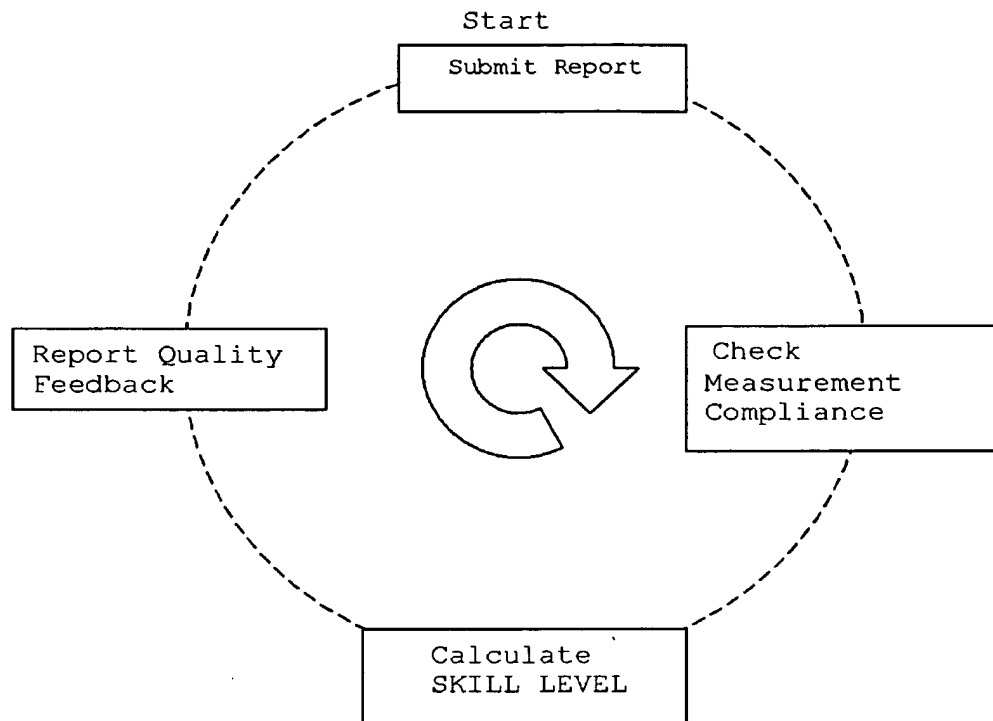 Start
Submit Report
Report Quality
Feedback
Check
Measurement
Compliance
Calculate
SKILL LEVEL